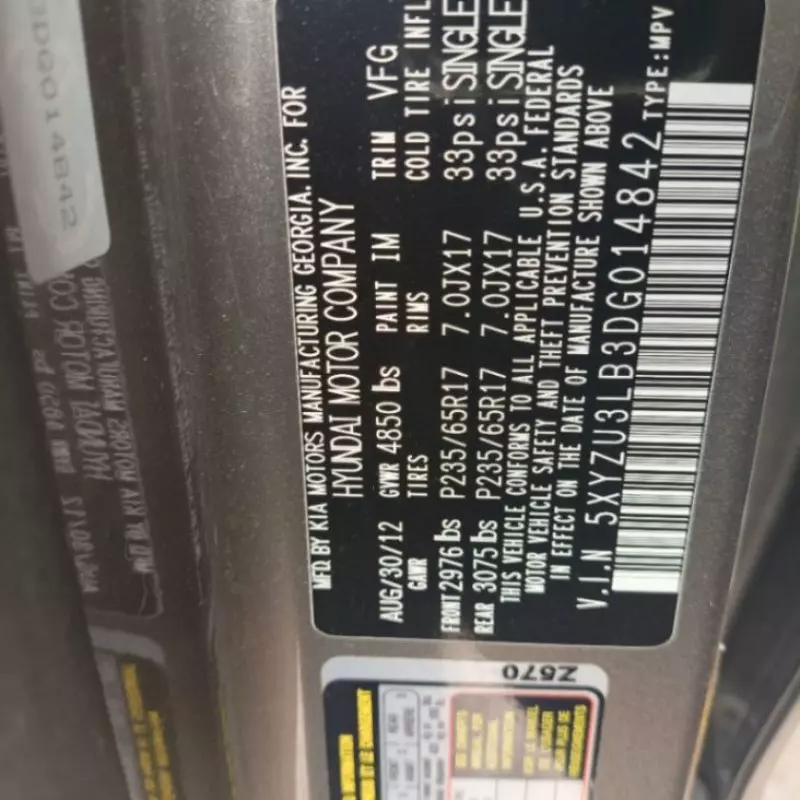 MFD BY KIA MOTORS MANUFACTURING GEORGIA. INC. FOR
HYUNDAI MOTOR COMPANY
AUG/30/12 GVWR 4850 lbs PAINT IM TRIM VFG
GAWR TIRES RIMS COLD TIRE INFL
FRONT 2976 lbs P235/65R17 7.0JX17 33psi SINGLE
REAR 3075 lbs P235/65R17 7.0JX17 33psi SINGLE
THIS VEHICLE CONFORMS TO ALL APPLICABLE U.S.A. FEDERAL
MOTOR VEHICLE SAFETY AND THEFT PREVENTION STANDARDS
IN EFFECT ON THE DATE OF MANUFACTURE SHOWN ABOVE
V.I.N 5XYZU3LB3DG014842 TYPE:MPV
Z570